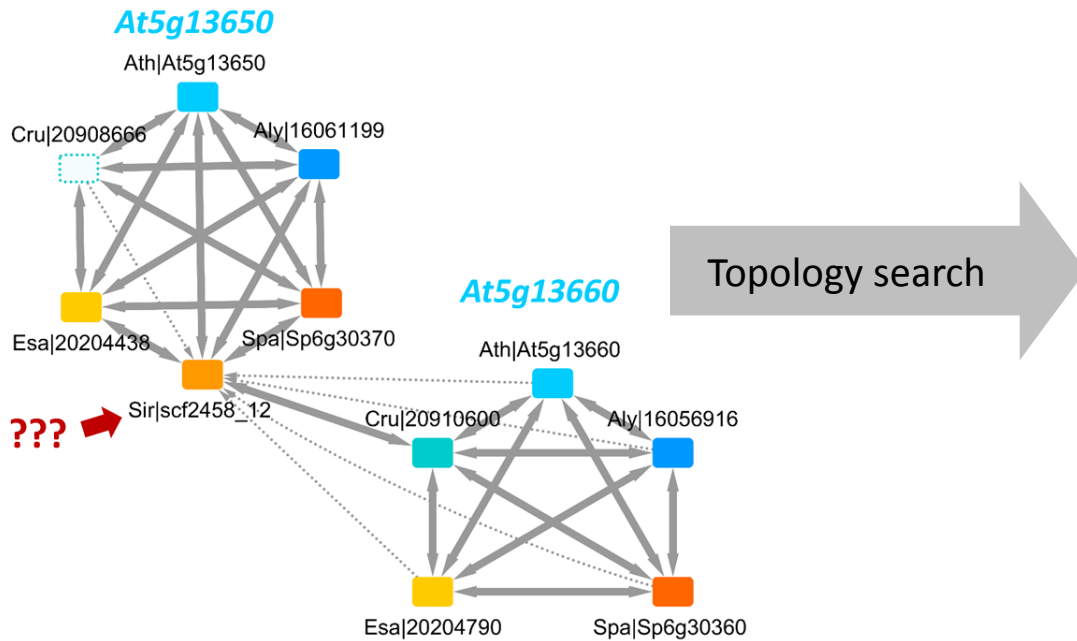 At5g13650
Ath|At5g13650
Cru|20908666
Aly|16061199
Esa|20204438
Spa|Sp6g30370
Sir|scf2458_12
???
At5g13660
Ath|At5g13660
Cru|20910600
Aly|16056916
Esa|20204790
Spa|Sp6g30360
Topology search